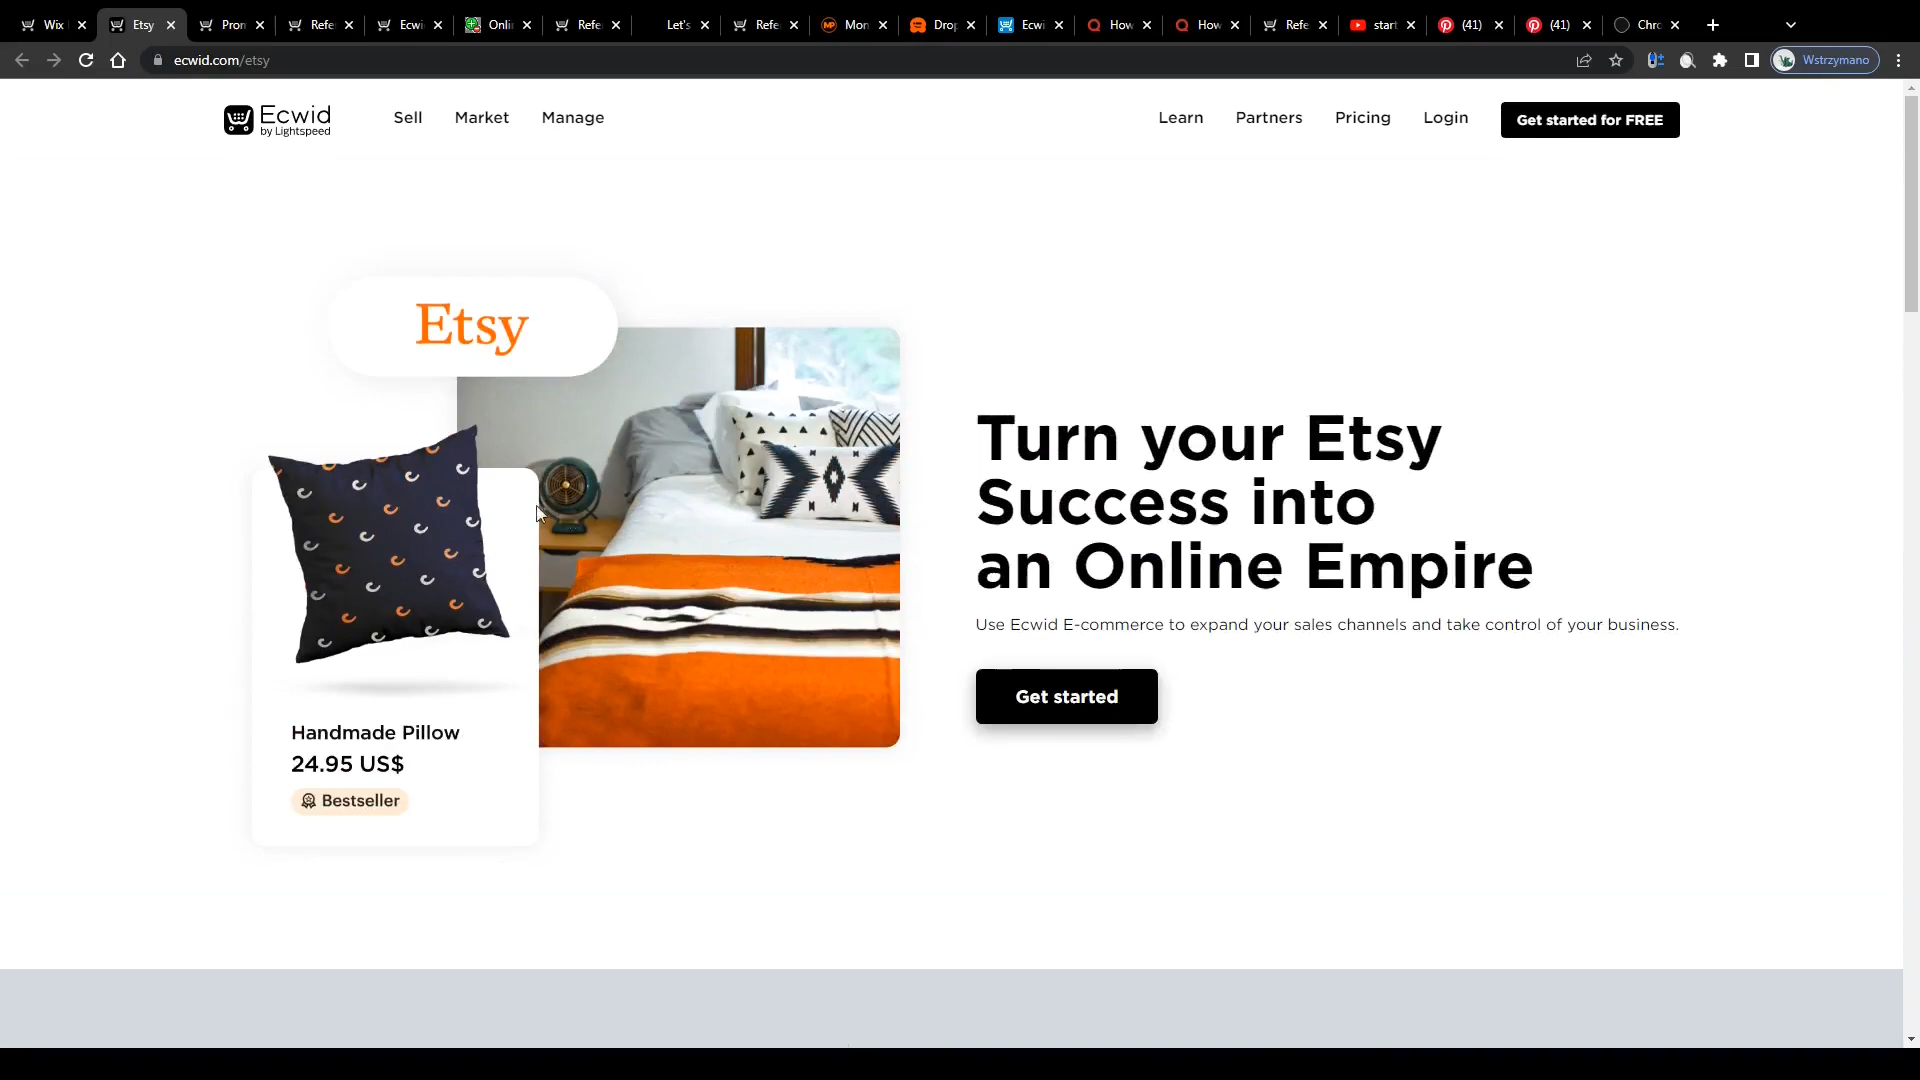 Wix
Etsy
Pron
Refe
Ecwi
Onli
Refe
Let's
Refe
Mon
Drop
Ecwi
How
How
Refe
start
(41)
(41)
Chro
ecwid.com/etsy
Wstrzymano
Ecwid
by Lightspeed
Sell
Market
Manage
Learn
Partners
Pricing
Login
Get started for FREE
Etsy
Turn your Etsy
Success into
an Online Empire
Use Ecwid E-commerce to expand your sales channels and take control of your business.
Get started
Handmade Pillow
24.95 US$
Bestseller